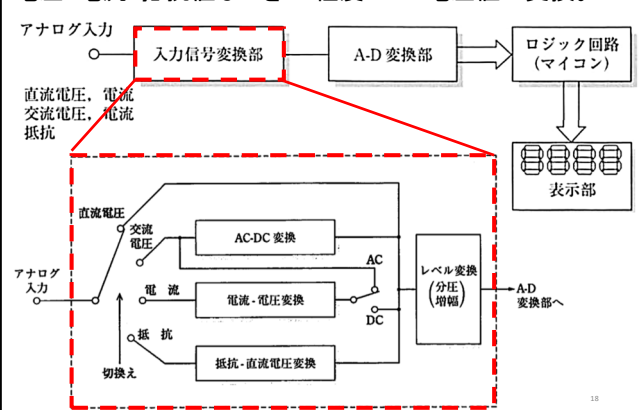 アナログ入力
入力信号変換部
A-D 変換部
ロジック回路
(マイコン)
直流電圧，電流
交流電圧，電流
抵抗
表示部
直流電圧
交流
電圧
AC-DC 変換
AC
アナログ
入力
電 流
電流-電圧変換
DC
レベル変換
(分圧
増幅)
A-D
変換部へ
抵 抗
抵抗-直流電圧変換
切換え
18